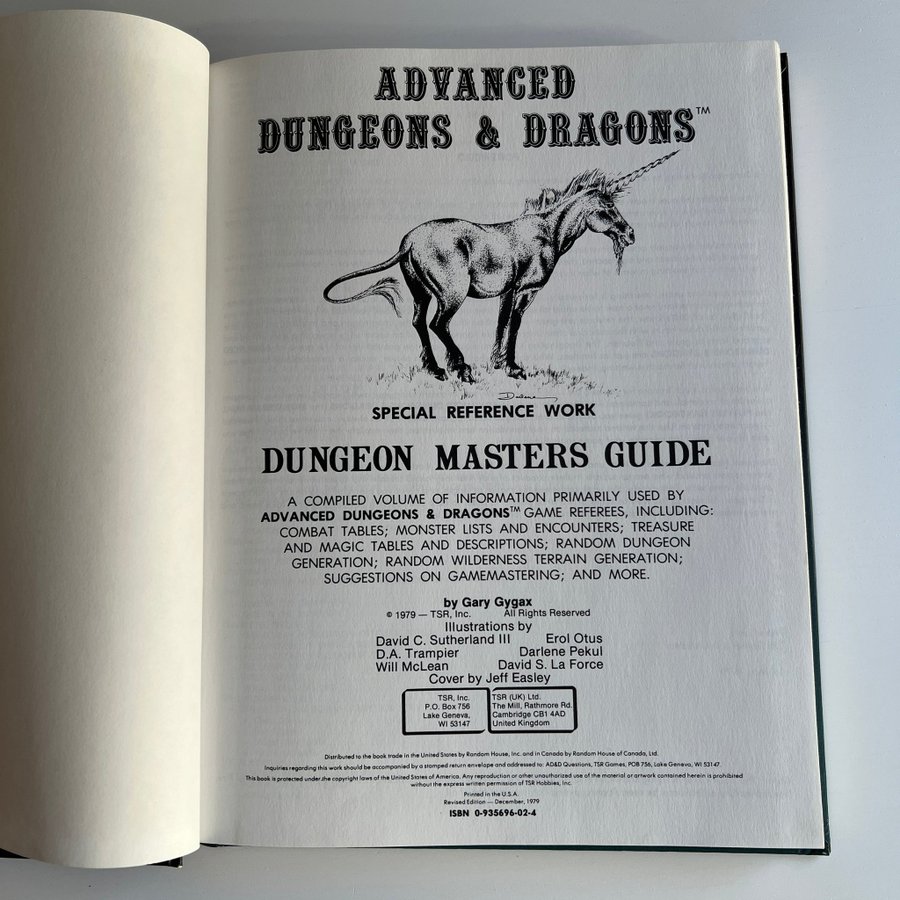 ADVANCED
DUNGEONS & DRAGONS™
Darlene
SPECIAL REFERENCE WORK
DUNGEON MASTERS GUIDE
A COMPILED VOLUME OF INFORMATION PRIMARILY USED BY
ADVANCED DUNGEONS & DRAGONS™ GAME REFEREES, INCLUDING:
COMBAT TABLES; MONSTER LISTS AND ENCOUNTERS; TREASURE
AND MAGIC TABLES AND DESCRIPTIONS; RANDOM DUNGEON
GENERATION; RANDOM WILDERNESS TERRAIN GENERATION;
SUGGESTIONS ON GAMEMASTERING; AND MORE.
by Gary Gygax
© 1979 — TSR, Inc. All Rights Reserved
Illustrations by
David C. Sutherland III Erol Otus
D.A. Trampier Darlene Pekul
Will McLean David S. La Force
Cover by Jeff Easley
TSR, Inc.
P.O. Box 756
Lake Geneva,
WI 53147
TSR (UK) Ltd.
The Mill, Rathmore Rd.
Cambridge CB1 4AD
United Kingdom
Distributed to the book trade in the United States by Random House, Inc. and in Canada by Random House of Canada, Ltd.
Inquiries regarding this work should be accompanied by a stamped return envelope and addressed to: AD&D Questions, TSR Games, POB 756, Lake Geneva, WI 53147.
This book is protected under the copyright laws of the United States of America. Any reproduction or other unauthorized use of the material or artwork contained herein is prohibited
without the express written permission of TSR Hobbies, Inc.
Printed in the U.S.A.
Revised Edition — December, 1979
ISBN 0-935696-02-4